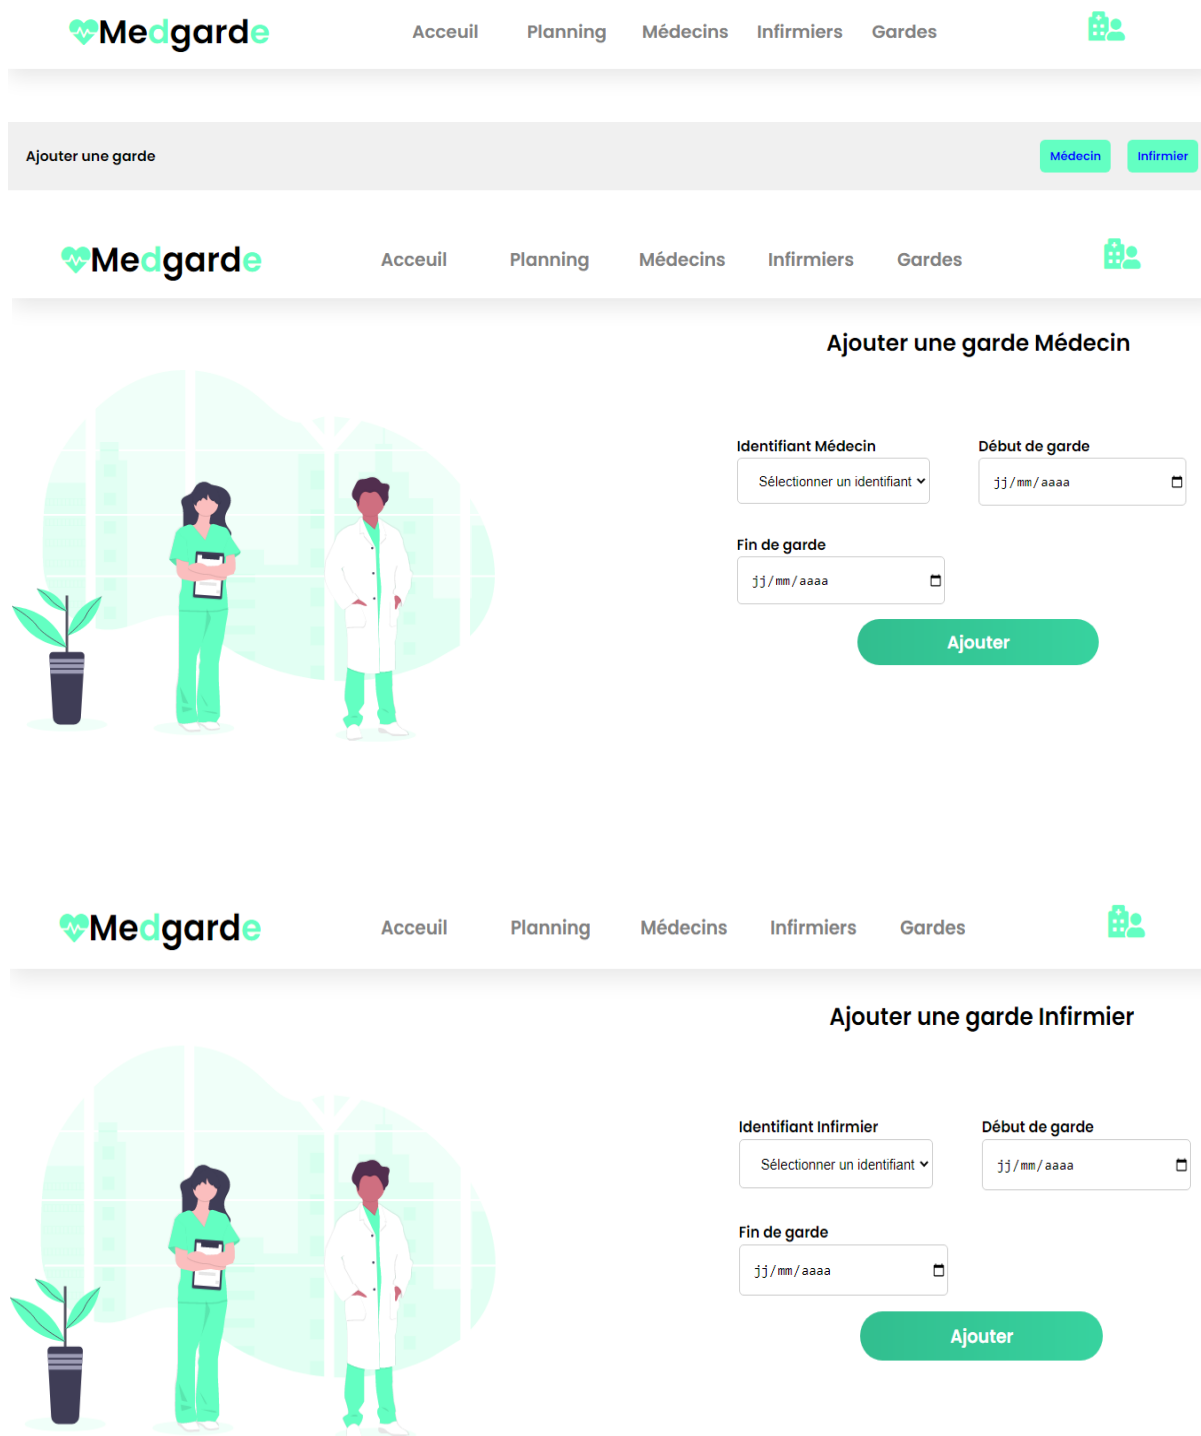 Medgarde Acceuil Planning Médecins Infirmiers Gardes
Ajouter une garde Médecin Infirmier
Medgarde Acceuil Planning Médecins Infirmiers Gardes
Ajouter une garde Médecin
Identifiant Médecin Début de garde
Sélectionner un identifiant jj/mm/aaaa
Fin de garde
jj/mm/aaaa
Ajouter
Medgarde Acceuil Planning Médecins Infirmiers Gardes
Ajouter une garde Infirmier
Identifiant Infirmier Début de garde
Sélectionner un identifiant jj/mm/aaaa
Fin de garde
jj/mm/aaaa
Ajouter